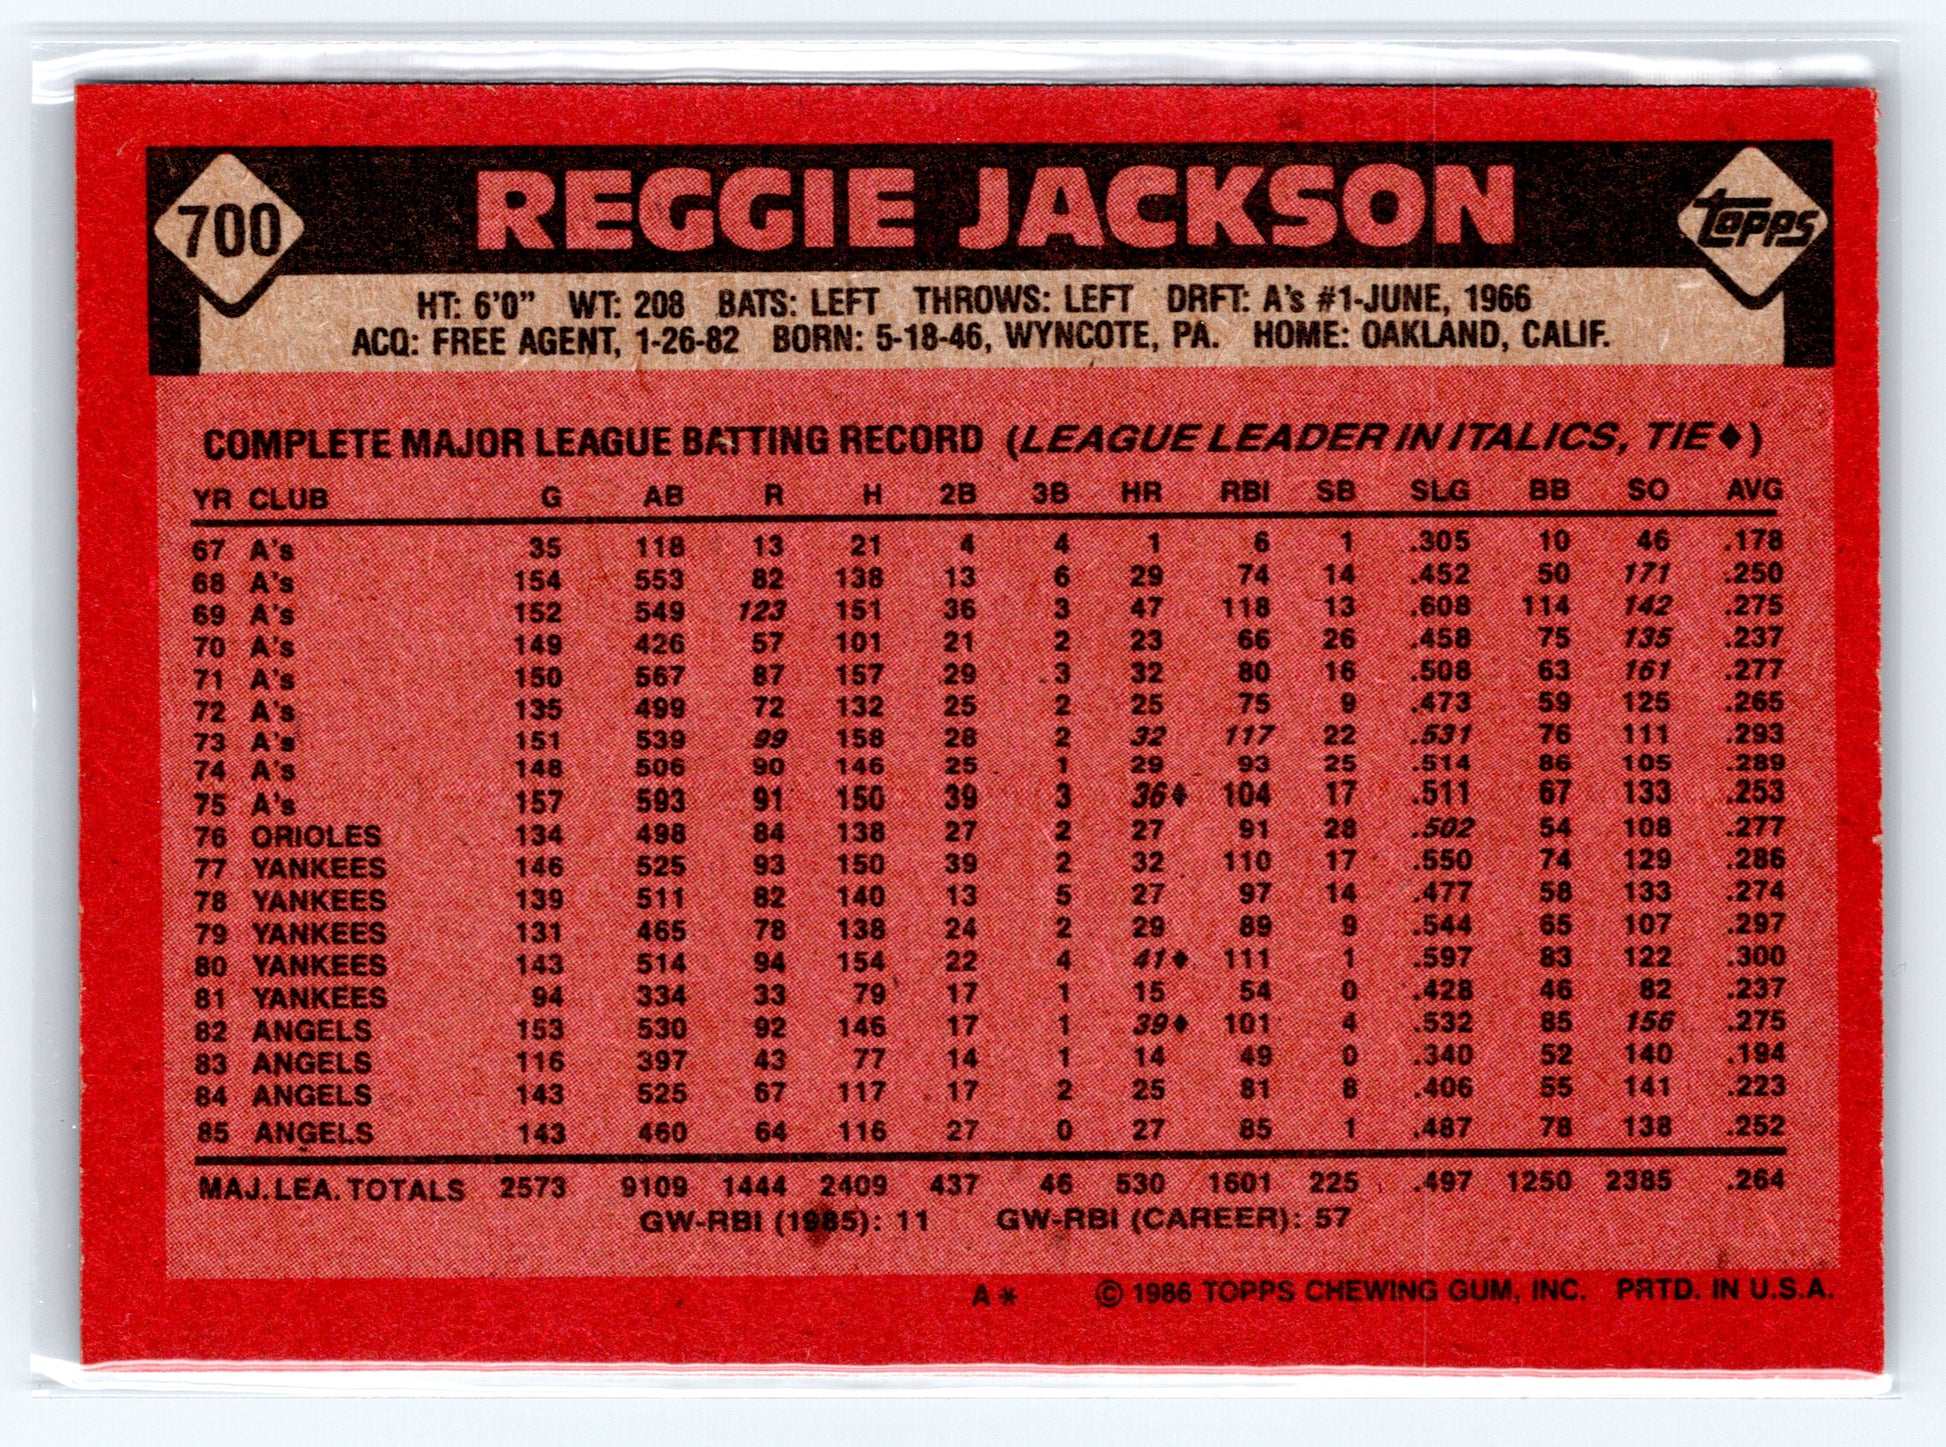 700 REGGIE JACKSON topps
HT: 6'0" WT: 208 BATS: LEFT THROWS: LEFT DRFT: A's #1-JUNE, 1966
ACQ: FREE AGENT, 1-26-82 BORN: 5-18-46, WYNCOTE, PA. HOME: OAKLAND, CALIF.
COMPLETE MAJOR LEAGUE BATTING RECORD (LEAGUE LEADER IN ITALICS, TIE♦)
YR CLUB G AB R H 2B 3B HR RBI SB SLG BB SO AVG
67 A's 35 118 13 21 4 4 1 6 1 .305 10 46 .178
68 A's 154 553 82 138 13 6 29 74 14 .452 50 171 .250
69 A's 152 549 123 151 36 3 47 118 13 .608 114 142 .275
70 A's 149 426 57 101 21 2 23 66 26 .458 75 135 .237
71 A's 150 567 87 157 29 3 32 80 16 .508 63 161 .277
72 A's 135 499 72 132 25 2 25 75 9 .473 59 125 .265
73 A's 151 539 99 158 28 2 32 117 22 .531 76 111 .293
74 A's 148 506 90 146 25 1 29 93 25 .514 86 105 .289
75 A's 157 593 91 150 39 3 36♦ 104 17 .511 67 133 .253
76 ORIOLES 134 498 84 138 27 2 27 91 28 .502 54 108 .277
77 YANKEES 146 525 93 150 39 2 32 110 17 .550 74 129 .286
78 YANKEES 139 511 82 140 13 5 27 97 14 .477 58 133 .274
79 YANKEES 131 465 78 138 24 2 29 89 9 .544 65 107 .297
80 YANKEES 143 514 94 154 22 4 41♦ 111 1 .597 83 122 .300
81 YANKEES 94 334 33 79 17 1 15 54 0 .428 46 82 .237
82 ANGELS 153 530 92 146 17 1 39♦ 101 4 .532 85 156 .275
83 ANGELS 116 397 43 77 14 1 14 49 0 .340 52 140 .194
84 ANGELS 143 525 67 117 17 2 25 81 8 .406 55 141 .223
85 ANGELS 143 460 64 116 27 0 27 85 1 .487 78 138 .252
MAJ. LEA. TOTALS 2573 9109 1444 2409 437 46 530 1601 225 .497 1250 2385 .264
GW-RBI (1985): 11 GW-RBI (CAREER): 57
A* © 1986 TOPPS CHEWING GUM, INC. PRTD. IN U.S.A.